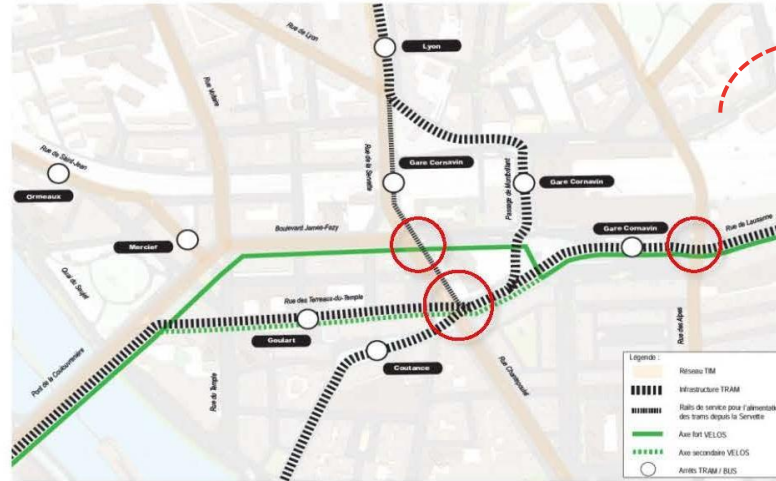 Lyon
Rue de Lyon
Rue Voltaire
Rue de Saint-Jean
Ormeaux
Rue de la Servette
Gare Cornavin
Passage de Montbrillant
Gare Cornavin
Mercier
Boulevard James-Fazy
Gare Cornavin
Rue de Lausanne
Quai du Seujet
Rue des Terreaux-du-Temple
Goulart
Coutance
Pont de la Coulouvrenière
Rue du Temple
Rue Chantepoulet
Rue des Alpes
Légende :
Réseau TIM
Infrastructure TRAM
Rails de service pour l'alimentatio
des trams depuis la Servette
Axe fort VELOS
Axe secondaire VELOS
Arrêts TRAM / BUS